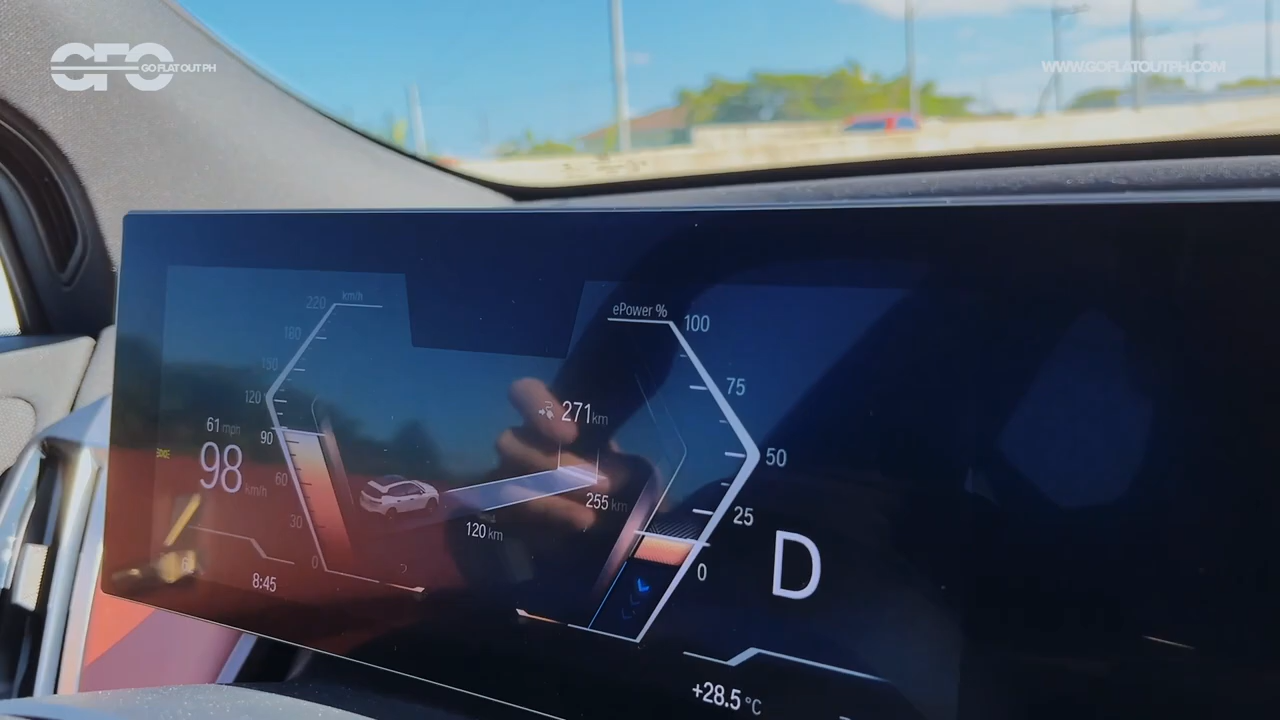 GFO
GO FLAT OUT PH
WWW.GOFLATOUTPH.COM
220
km/h
180
150
120
90
60
30
0
61 mph
98 km/h
8:45
271 km
255 km
120 km
ePower %
100
75
50
25
0
D
+28.5 °C